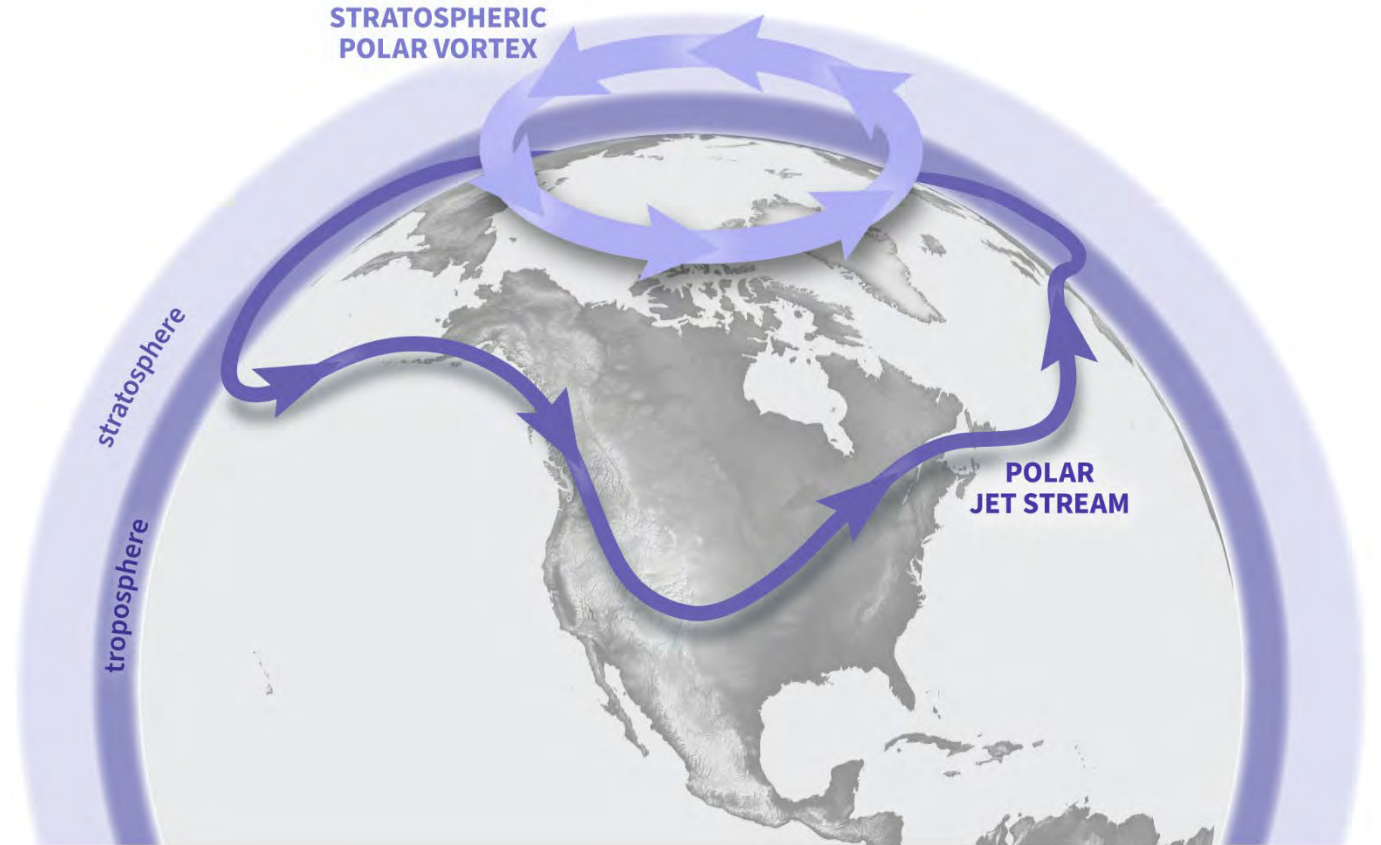 STRATOSPHERIC
POLAR VORTEX
stratosphere
troposphere
POLAR
JET STREAM